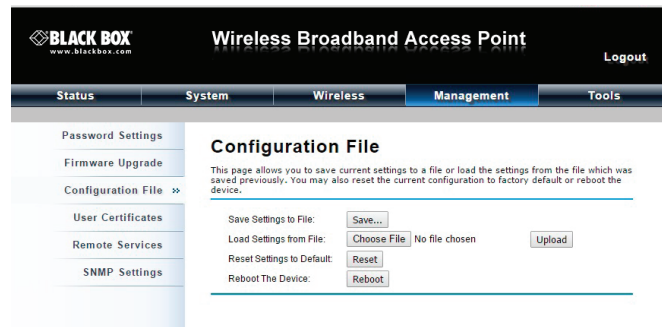 BLACK BOX
www.blackbox.com
Wireless Broadband Access Point
Logout
Status System Wireless Management Tools
Password Settings
Firmware Upgrade
Configuration File »
User Certificates
Remote Services
SNMP Settings
Configuration File
This page allows you to save current settings to a file or load the settings from the file which was
saved previously. You may also reset the current configuration to factory default or reboot the
device.
Save Settings to File: Save...
Load Settings from File: Choose File No file chosen Upload
Reset Settings to Default: Reset
Reboot The Device: Reboot